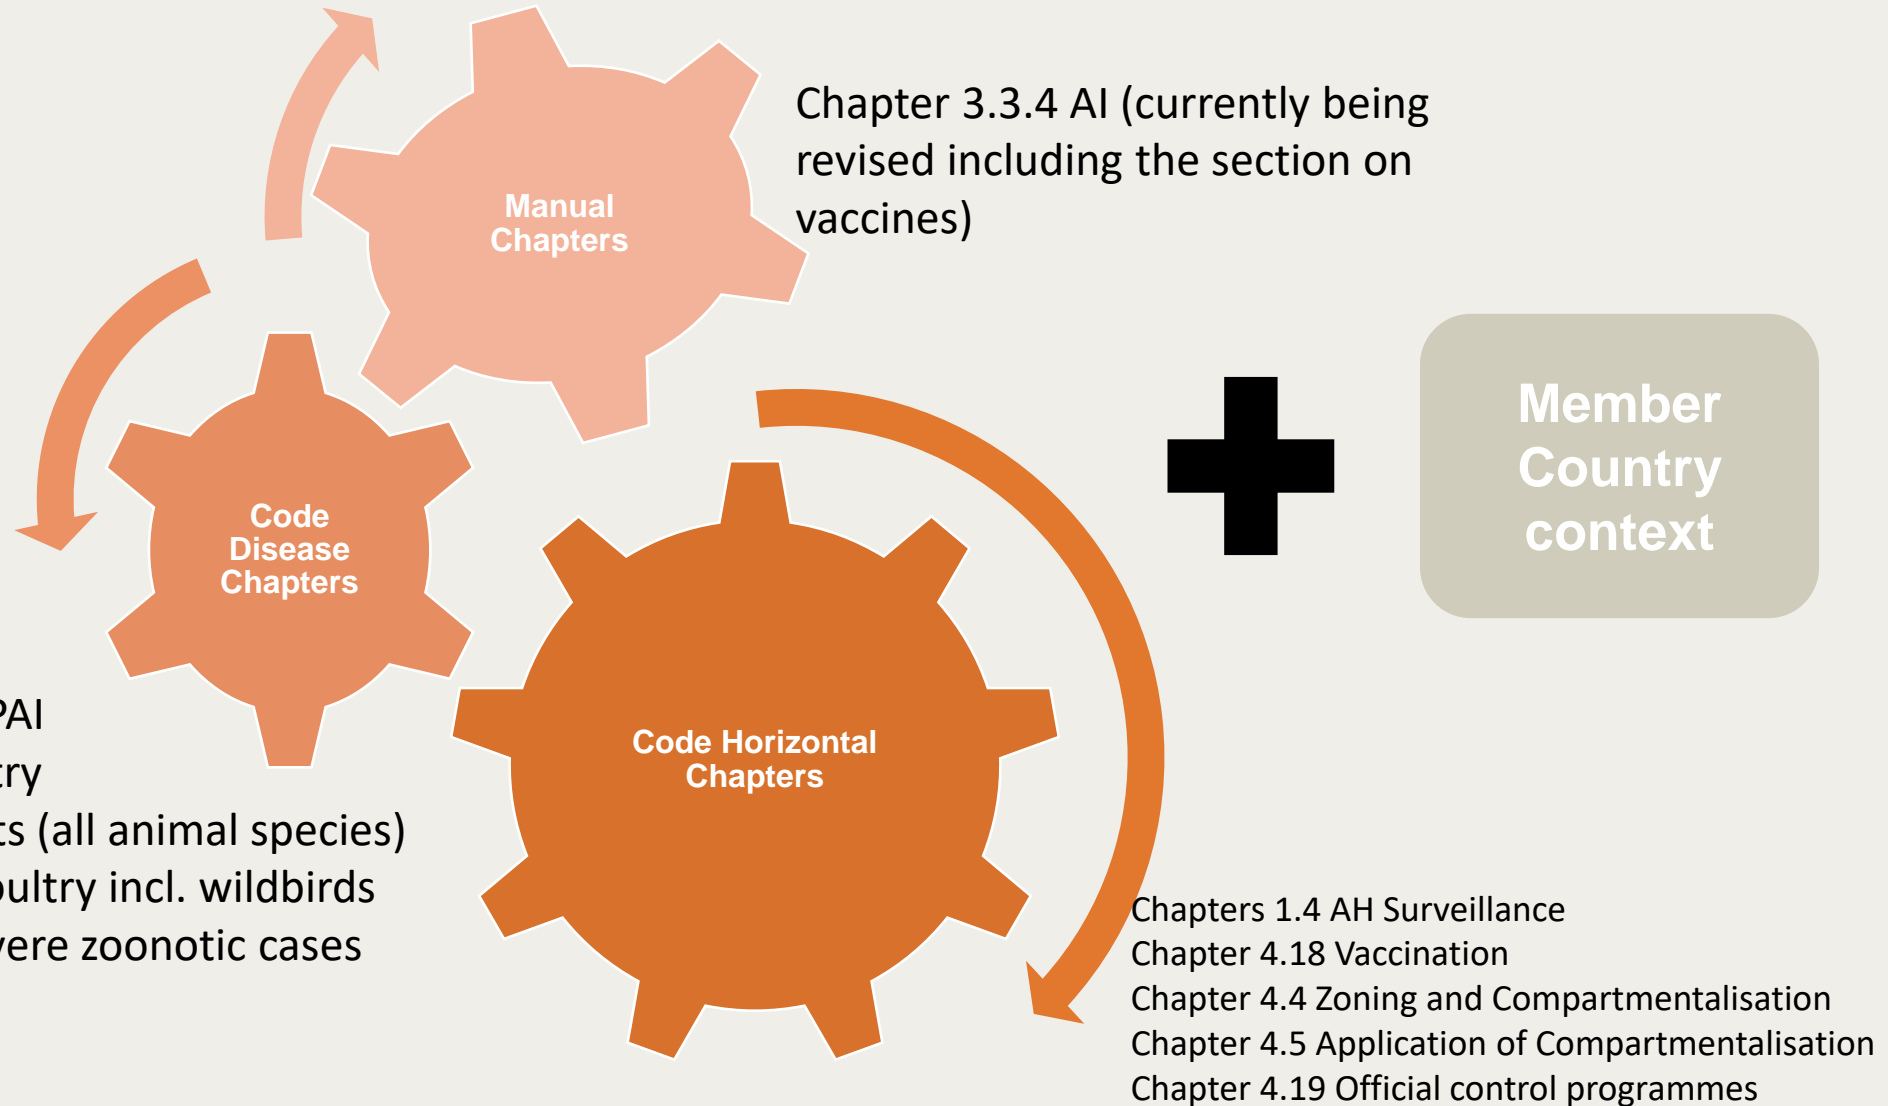 Chapter 3.3.4 AI (currently being
revised including the section on
vaccines)
Manual
Chapters
Member
Country
context
Code
Disease
Chapters
PAI
try
ts (all animal species)
oultry incl. wildbirds
vere zoonotic cases
Code Horizontal
Chapters
Chapters 1.4 AH Surveillance
Chapter 4.18 Vaccination
Chapter 4.4 Zoning and Compartmentalisation
Chapter 4.5 Application of Compartmentalisation
Chapter 4.19 Official control programmes